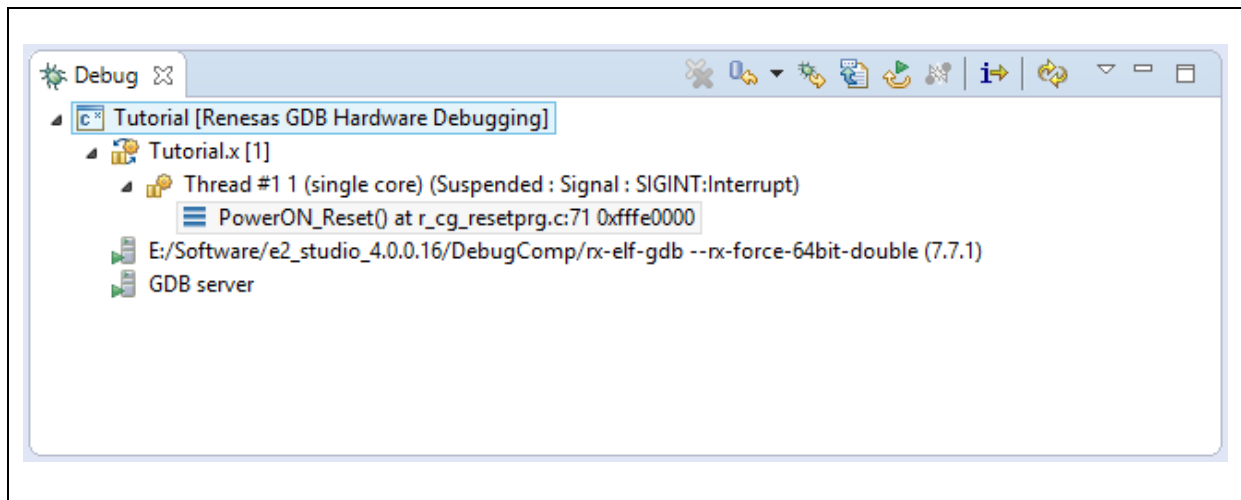 Debug
Tutorial [Renesas GDB Hardware Debugging]
Tutorial.x [1]
Thread #1 1 (single core) (Suspended : Signal : SIGINT:Interrupt)
PowerON_Reset() at r_cg_resetprg.c:71 0xfffe0000
E:/Software/e2_studio_4.0.0.16/DebugComp/rx-elf-gdb --rx-force-64bit-double (7.7.1)
GDB server